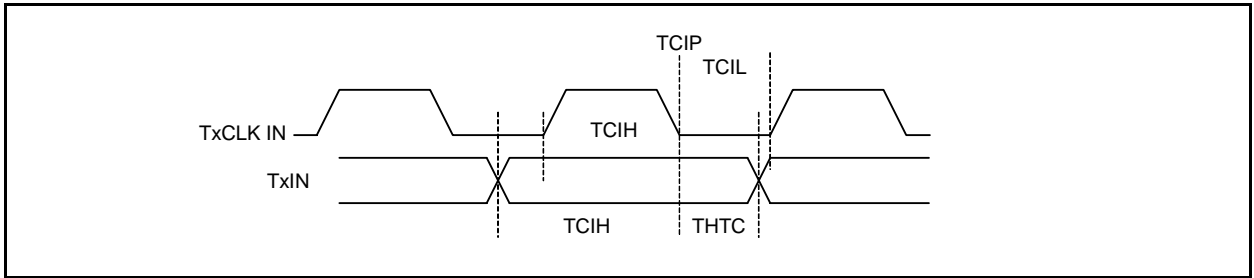 TCIP
TCIL
TxCLK IN
TCIH
TxIN
TCIH
THTC